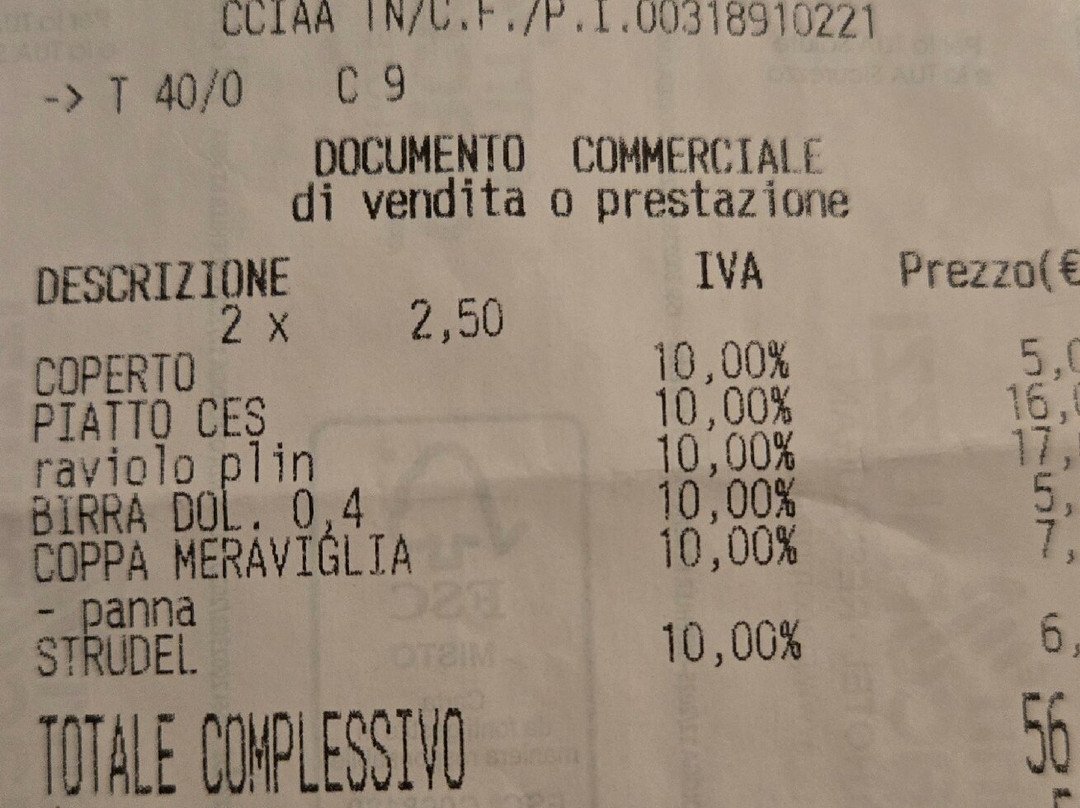 CCIAA TN/C.F./P.I.00318910221
-> T 40/0 C 9
DOCUMENTO COMMERCIALE
di vendita o prestazione
DESCRIZIONE IVA Prezzo(€
2 x 2,50
COPERTO 10,00% 5,0
PIATTO CES 10,00% 16,
raviolo plin 10,00% 17,
BIRRA DOL. 0,4 10,00% 5,
COPPA MERAVIGLIA 10,00% 7,
- panna
STRUDEL 10,00% 6,
TOTALE COMPLESSIVO 56